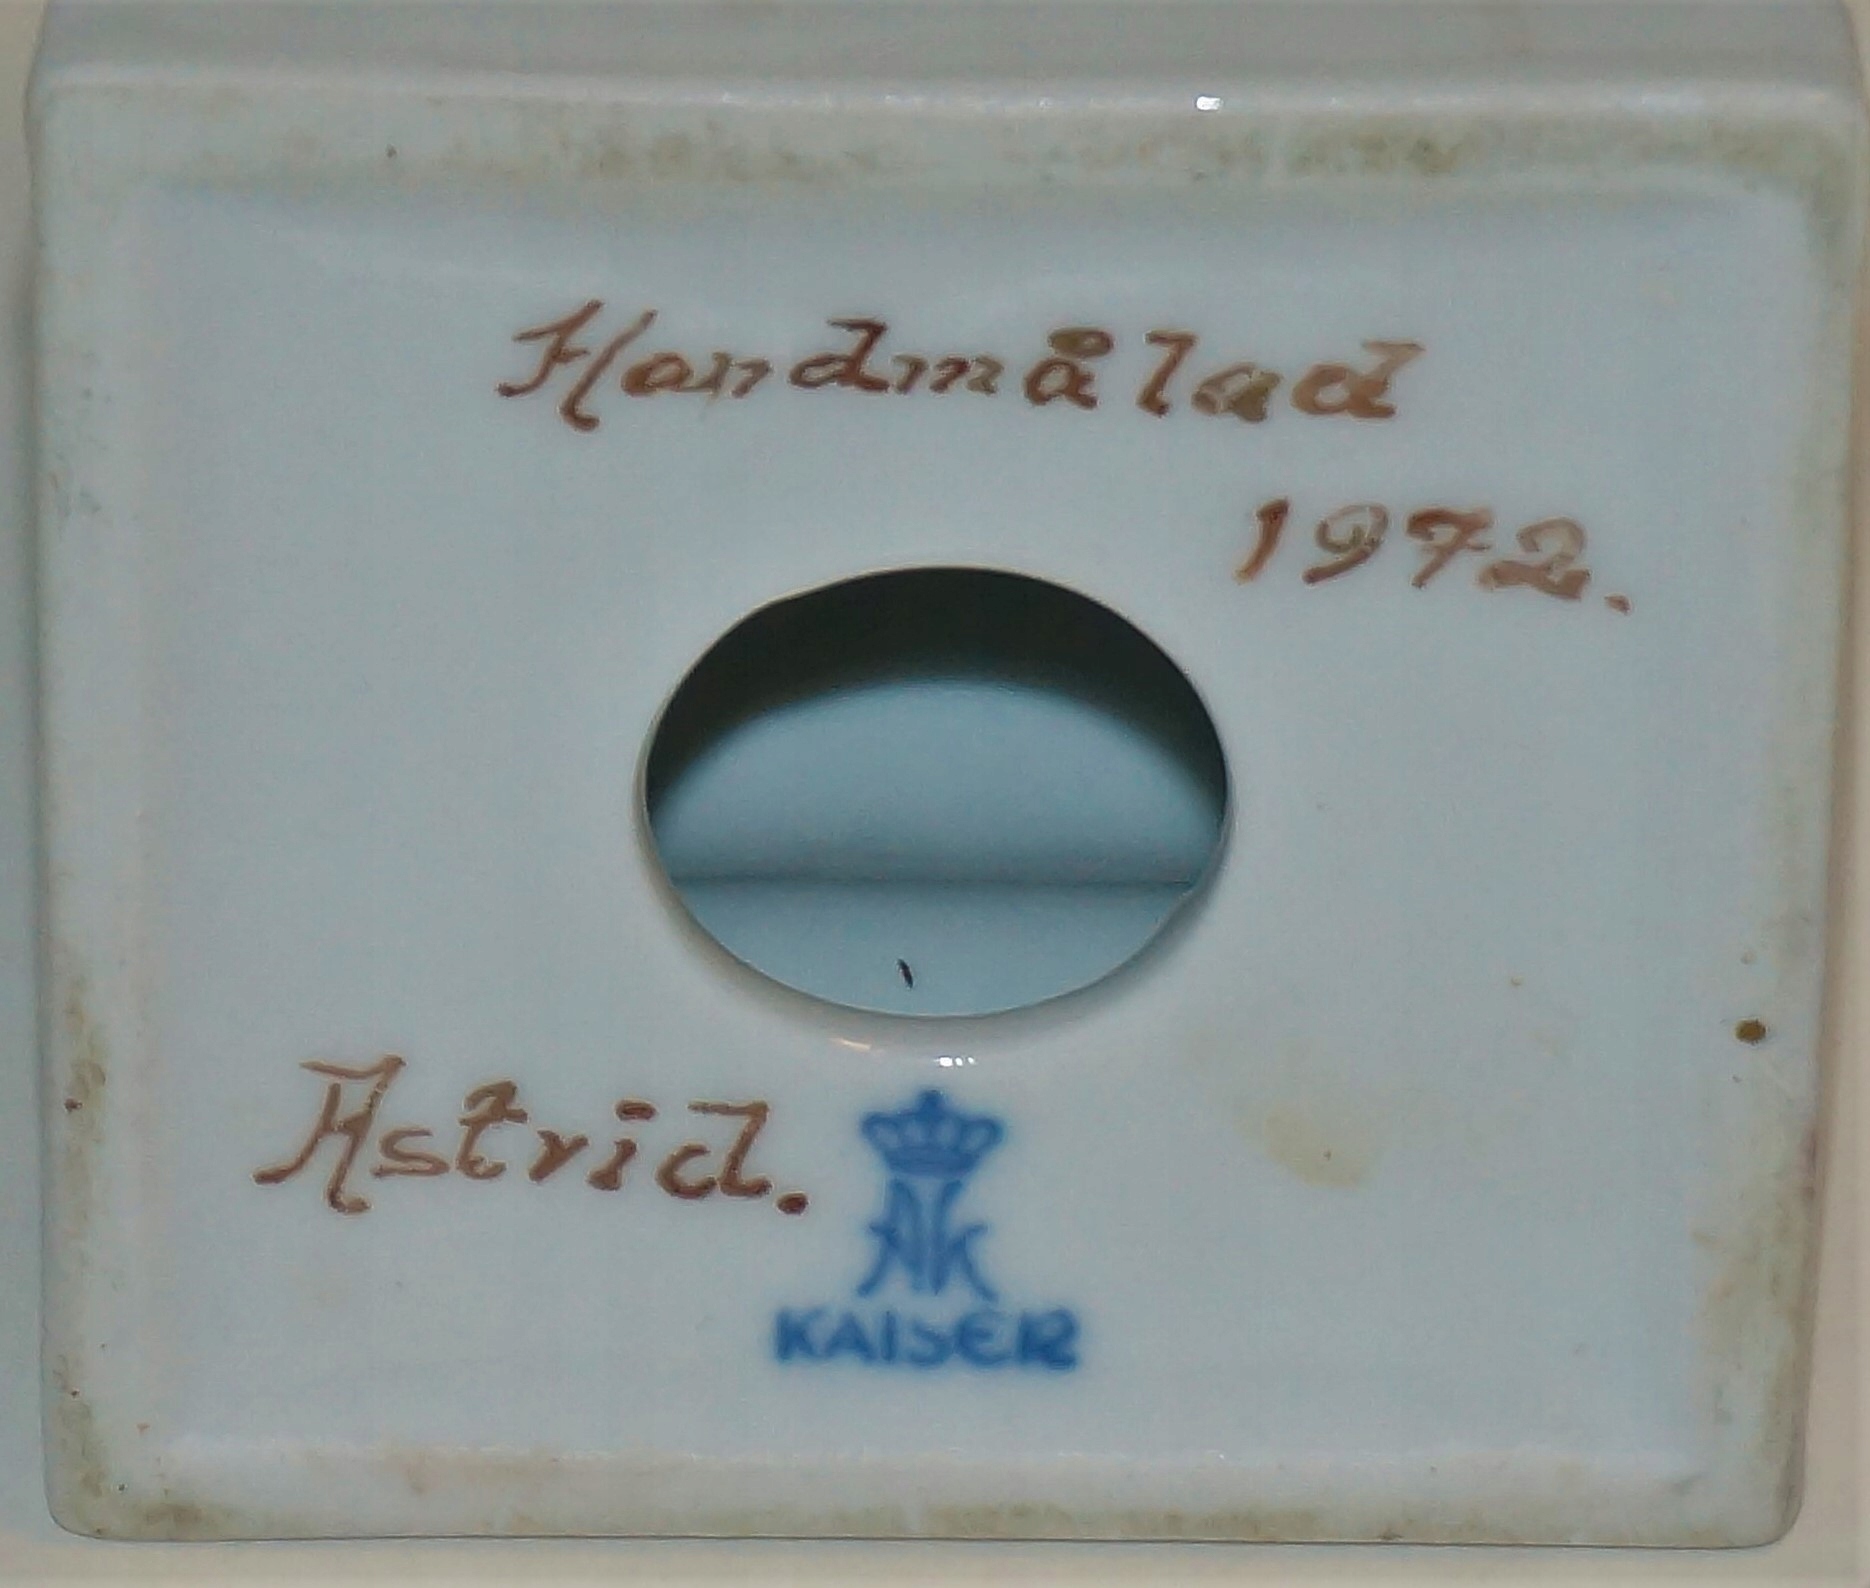 Handmålad
1972.
Astrid.
AK
KAISER